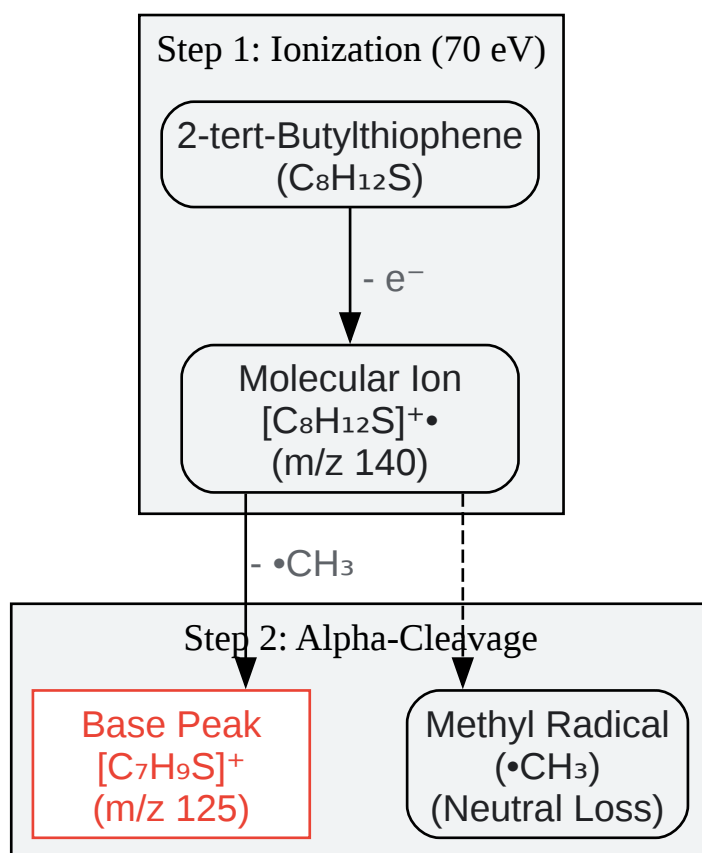 Step 1: Ionization (70 eV)
2-tert-Butylthiophene
(C₈H₁₂S)
- e⁻
Molecular Ion
[C₈H₁₂S]⁺•
(m/z 140)
- •CH₃
Step 2: Alpha-Cleavage
Base Peak
[C₇H₉S]⁺
(m/z 125)
Methyl Radical
(•CH₃)
(Neutral Loss)